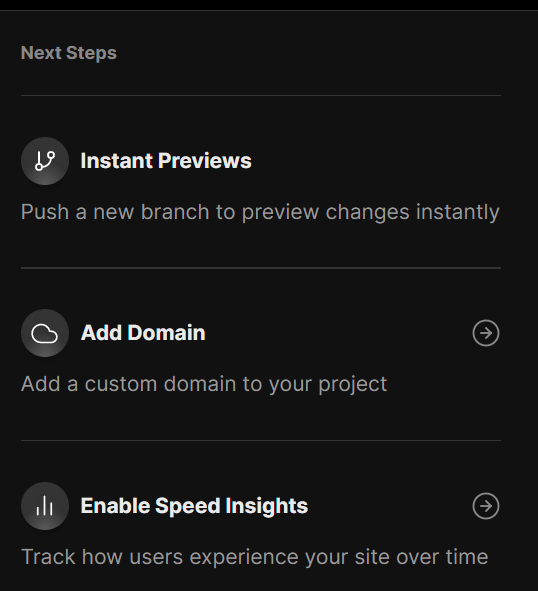 Next Steps
Instant Previews
Push a new branch to preview changes instantly
Add Domain
Add a custom domain to your project
Enable Speed Insights
Track how users experience your site over time